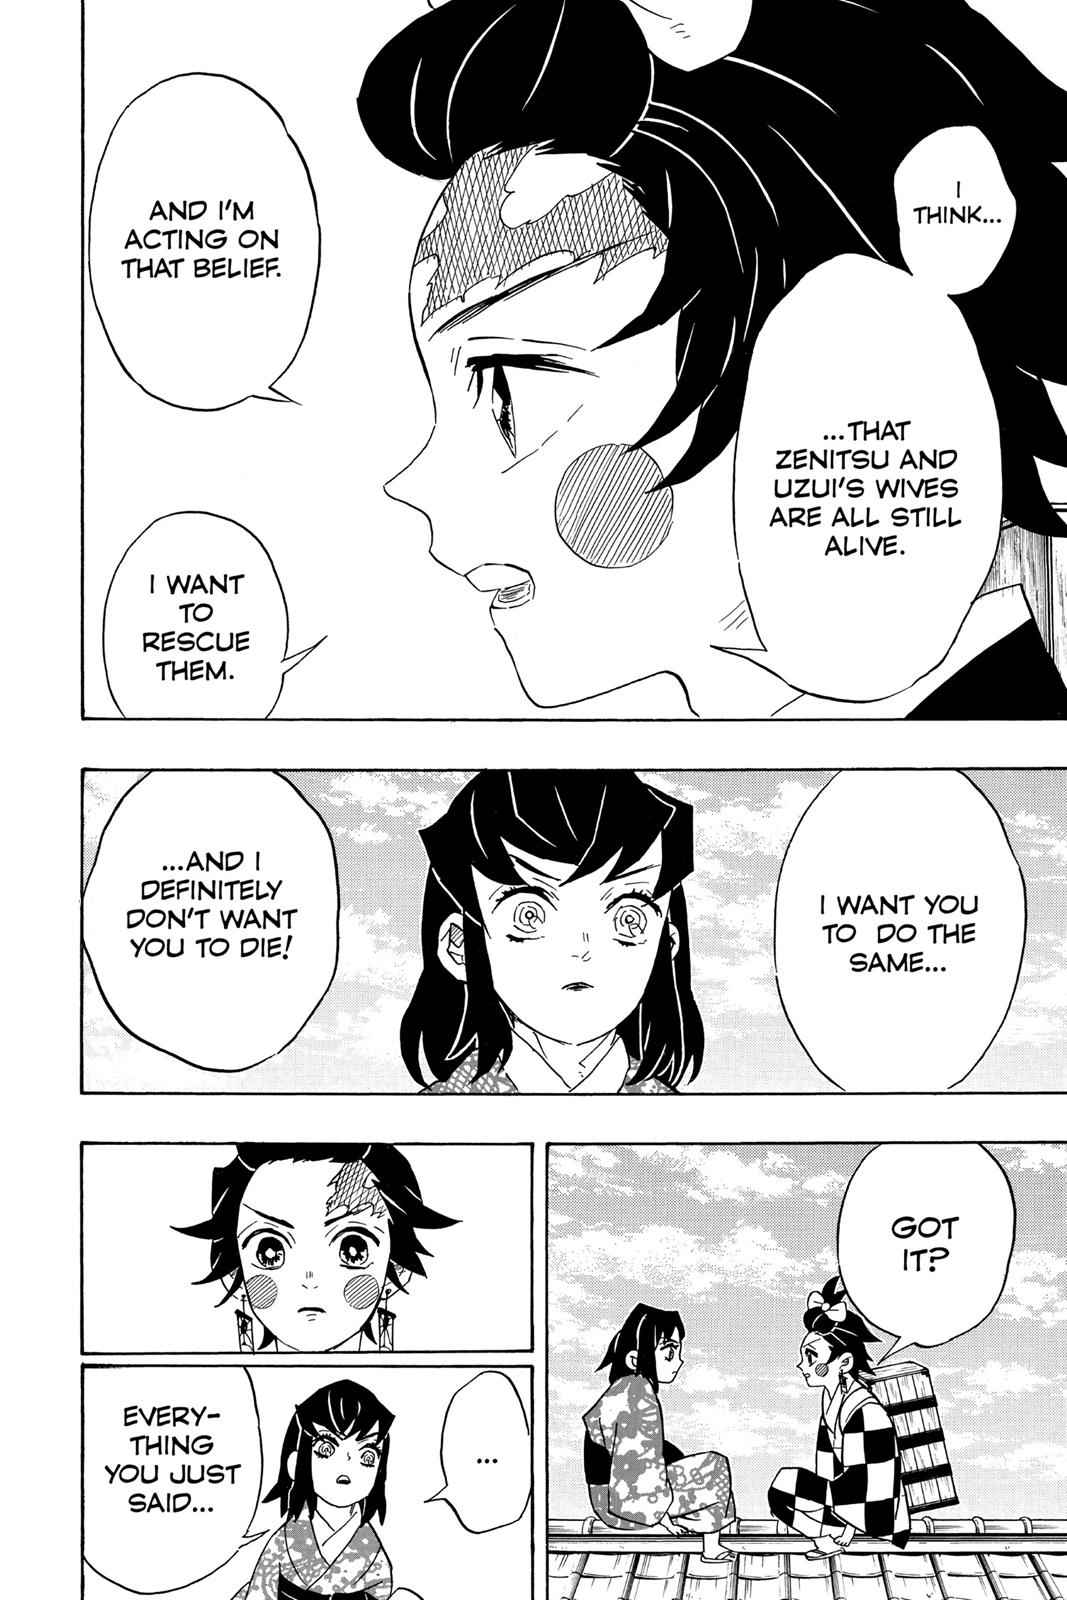 I
THINK...
...THAT
ZENITSU AND
UZUI'S WIVES
ARE ALL STILL
ALIVE.
AND I'M
ACTING ON
THAT BELIEF.
I WANT
TO
RESCUE
THEM.
I WANT YOU
TO DO THE
SAME...
...AND I
DEFINITELY
DON'T WANT
YOU TO DIE!
GOT
IT?
...
EVERY-
THING
YOU JUST
SAID...